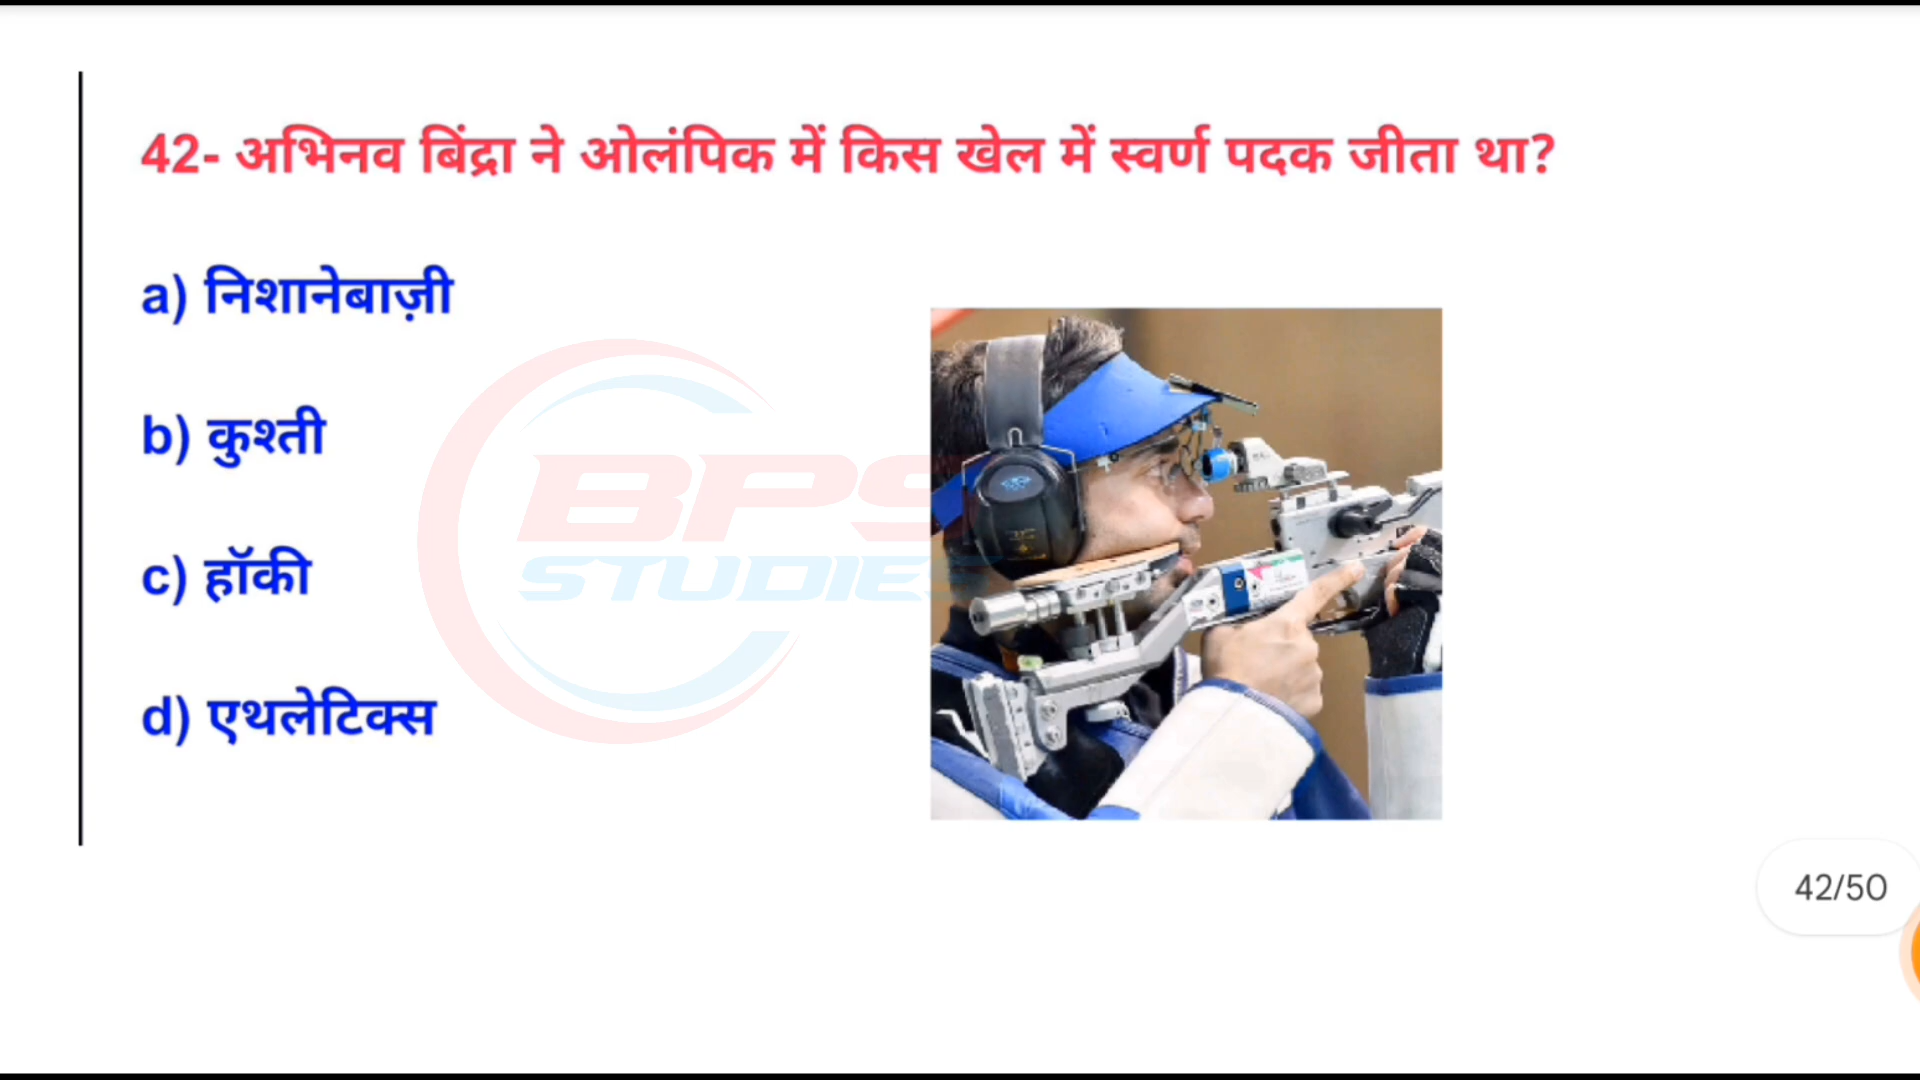 42- अभिनव बिंद्रा ने ओलंपिक में किस खेल में स्वर्ण पदक जीता था?
a) निशानेबाज़ी
b) कुश्ती
c) हॉकी
d) एथलेटिक्स
BPS
STUDIES
42/50